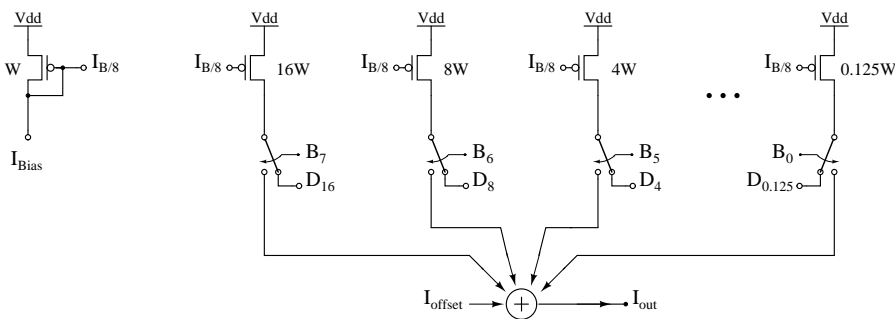 Vdd Vdd Vdd Vdd Vdd
W I_B/8 I_B/8 16W I_B/8 8W I_B/8 4W ... I_B/8 0.125W
I_Bias B_7 B_6 B_5 B_0
D_16 D_8 D_4 D_0.125
I_offset + I_out